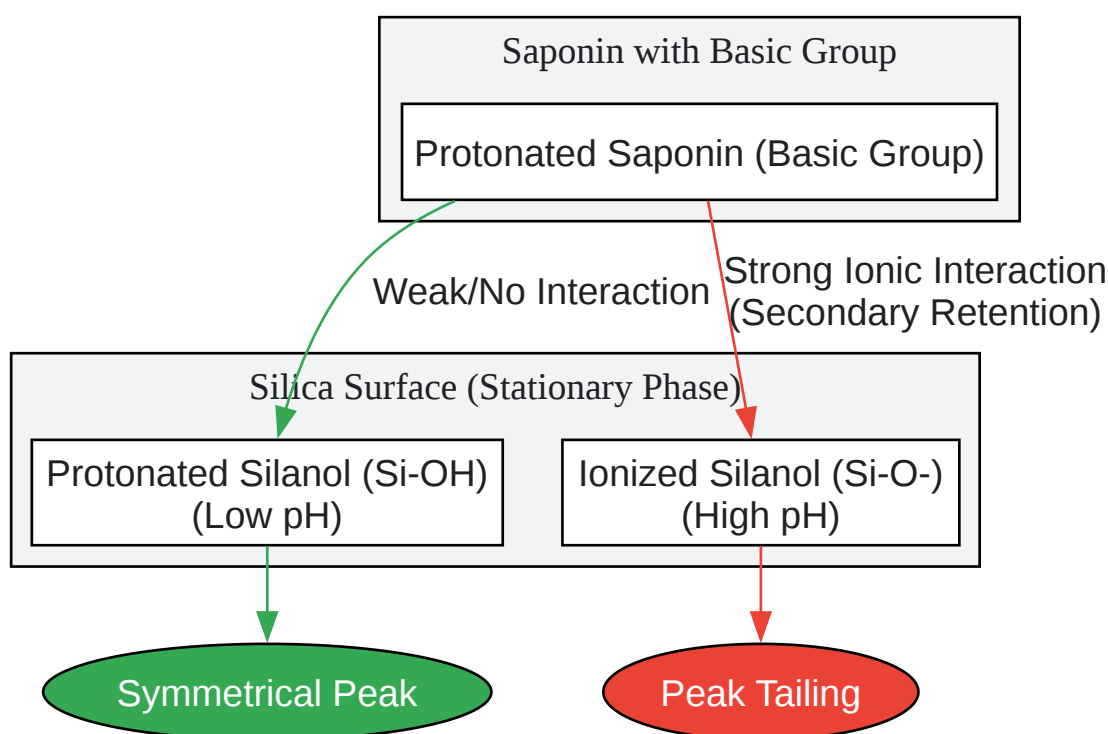 Saponin with Basic Group
Protonated Saponin (Basic Group)
Weak/No Interaction
Strong Ionic Interaction
(Secondary Retention)
Silica Surface (Stationary Phase)
Protonated Silanol (Si-OH)
(Low pH)
Ionized Silanol (Si-O-)
(High pH)
Symmetrical Peak
Peak Tailing